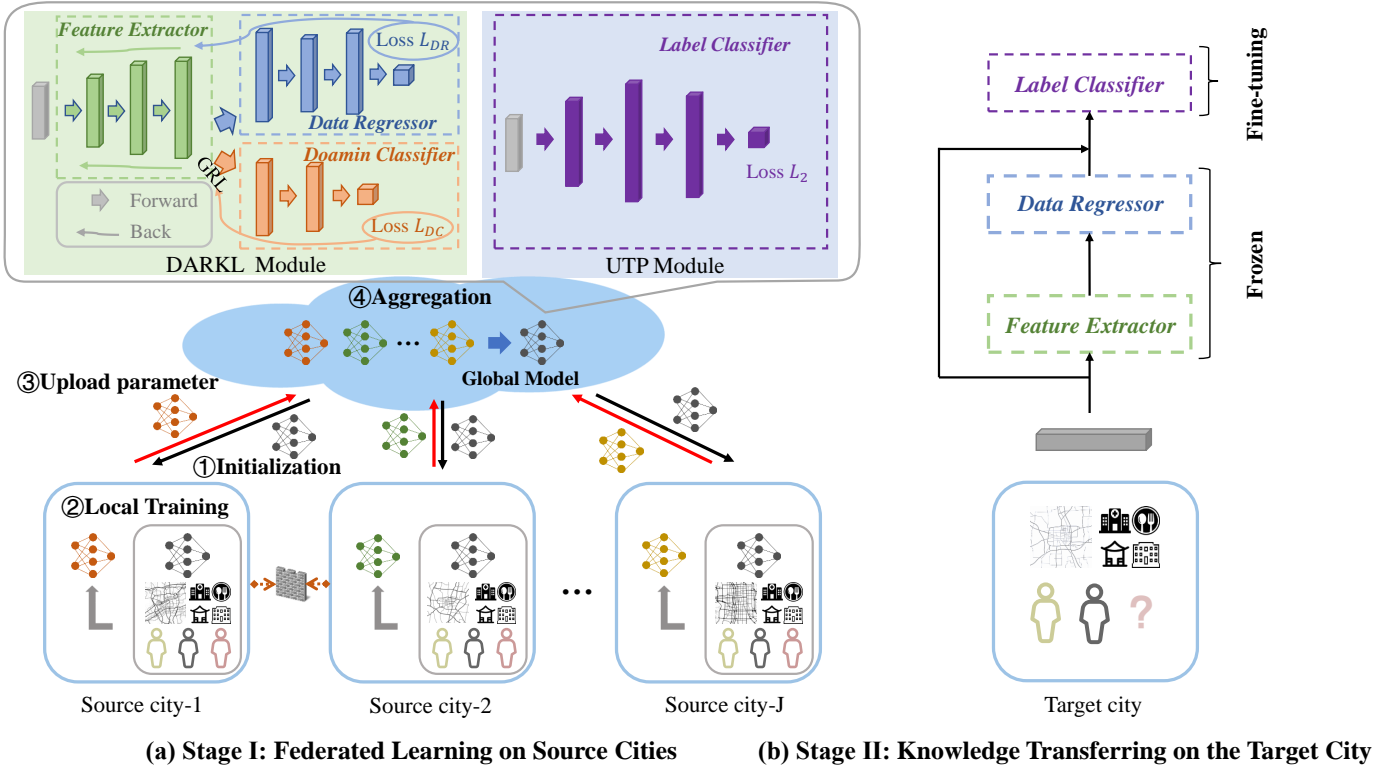 Feature Extractor
Loss L_DR
Data Regressor
GRL
Doamin Classifier
Loss L_DC
Forward
Back
DARKL Module
Label Classifier
Loss L_2
UTP Module
④Aggregation
...
Global Model
③Upload parameter
①Initialization
②Local Training
...
Source city-1
Source city-2
Source city-J
(a) Stage I: Federated Learning on Source Cities
Label Classifier
Fine-tuning
Data Regressor
Frozen
Feature Extractor
?
Target city
(b) Stage II: Knowledge Transferring on the Target City